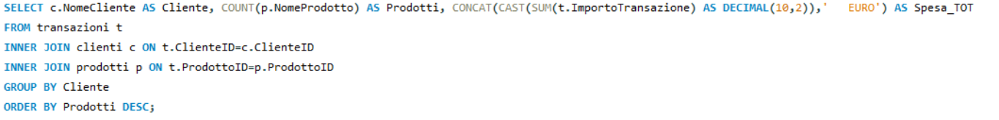 SELECT c.NomeCliente AS Cliente, COUNT(p.NomeProdotto) AS Prodotti, CONCAT(CAST(SUM(t.ImportoTransazione) AS DECIMAL(10,2)),'   EURO') AS Spesa_TOT
FROM transazioni t
INNER JOIN clienti c ON t.ClienteID=c.ClienteID
INNER JOIN prodotti p ON t.ProdottoID=p.ProdottoID
GROUP BY Cliente
ORDER BY Prodotti DESC;